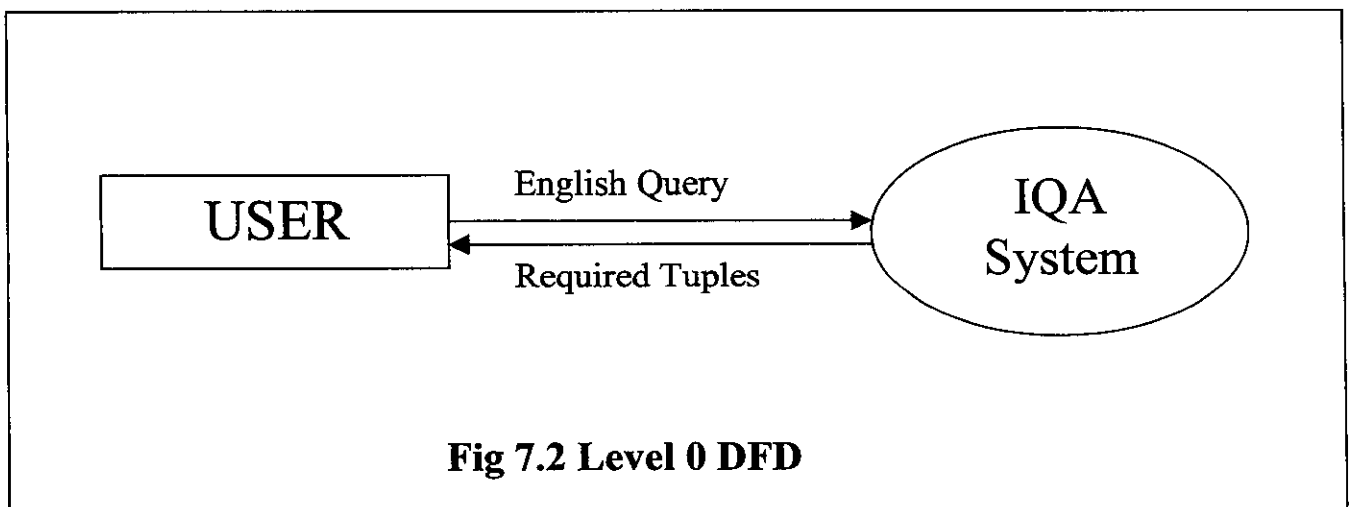 USER
English Query
Required Tuples
IQA
System
Fig 7.2 Level 0 DFD